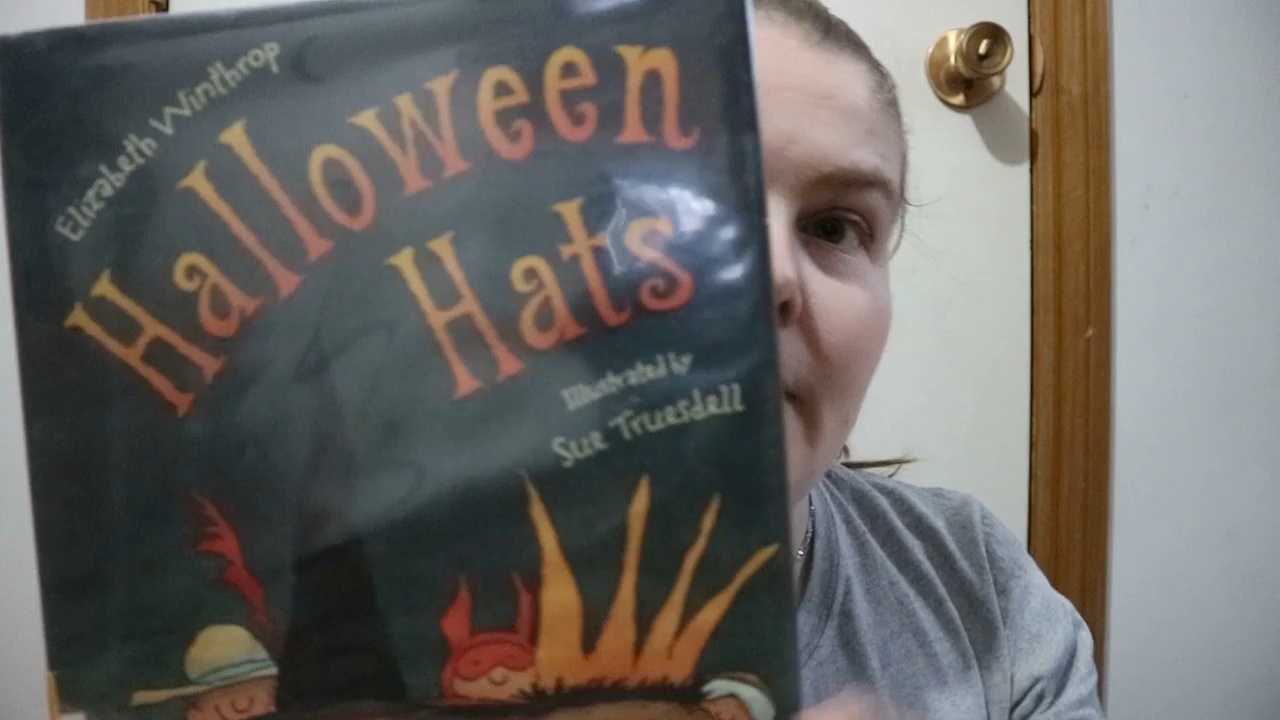 Elizabeth Winthrop
Halloween
Hats
Illustrated by
Sue Truesdell